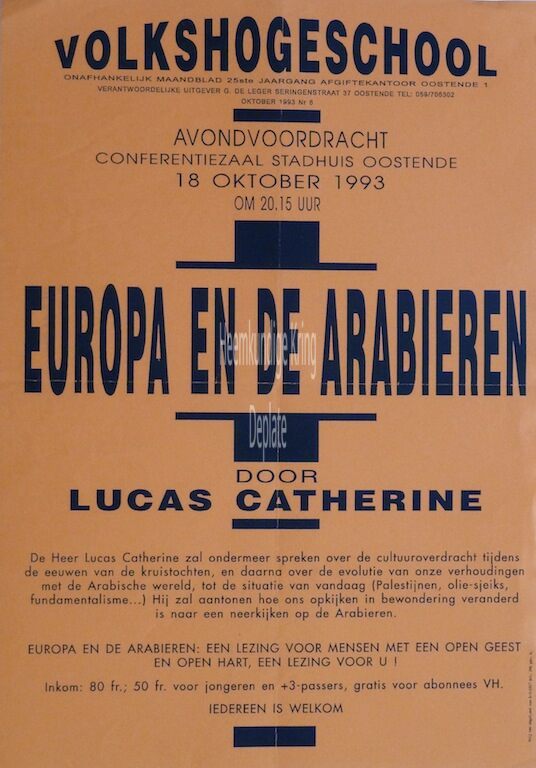 VOLKSHOGESCHOOL
ONAFHANKELIJK MAANDBLAD 25ste JAARGANG AFGIFTEKANTOOR OOSTENDE 1
VERANTWOORDELIJKE UITGEVER G. DE LEGER SERINGENSTRAAT 37 OOSTENDE TEL: 059/706302
OKTOBER 1993 Nr 8
AVONDVOORDRACHT
CONFERENTIEZAAL STADHUIS OOSTENDE
18 OKTOBER 1993
OM 20.15 UUR
EUROPA EN DE ARABIEREN
Heemkundige Kring
Deplate
DOOR
LUCAS CATHERINE
De Heer Lucas Catherine zal ondermeer spreken over de cultuuroverdracht tijdens
de eeuwen van de kruistochten, en daarna over de evolutie van onze verhoudingen
met de Arabische wereld, tot de situatie van vandaag (Palestijnen, olie-sjeiks,
fundamentalisme...) Hij zal aantonen hoe ons opkijken in bewondering veranderd
is naar een neerkijken op de Arabieren.
EUROPA EN DE ARABIEREN: EEN LEZING VOOR MENSEN MET EEN OPEN GEEST
EN OPEN HART, EEN LEZING VOOR U !
Inkom: 80 fr.; 50 fr. voor jongeren en +3-passers, gratis voor abonnees VH.
IEDEREEN IS WELKOM